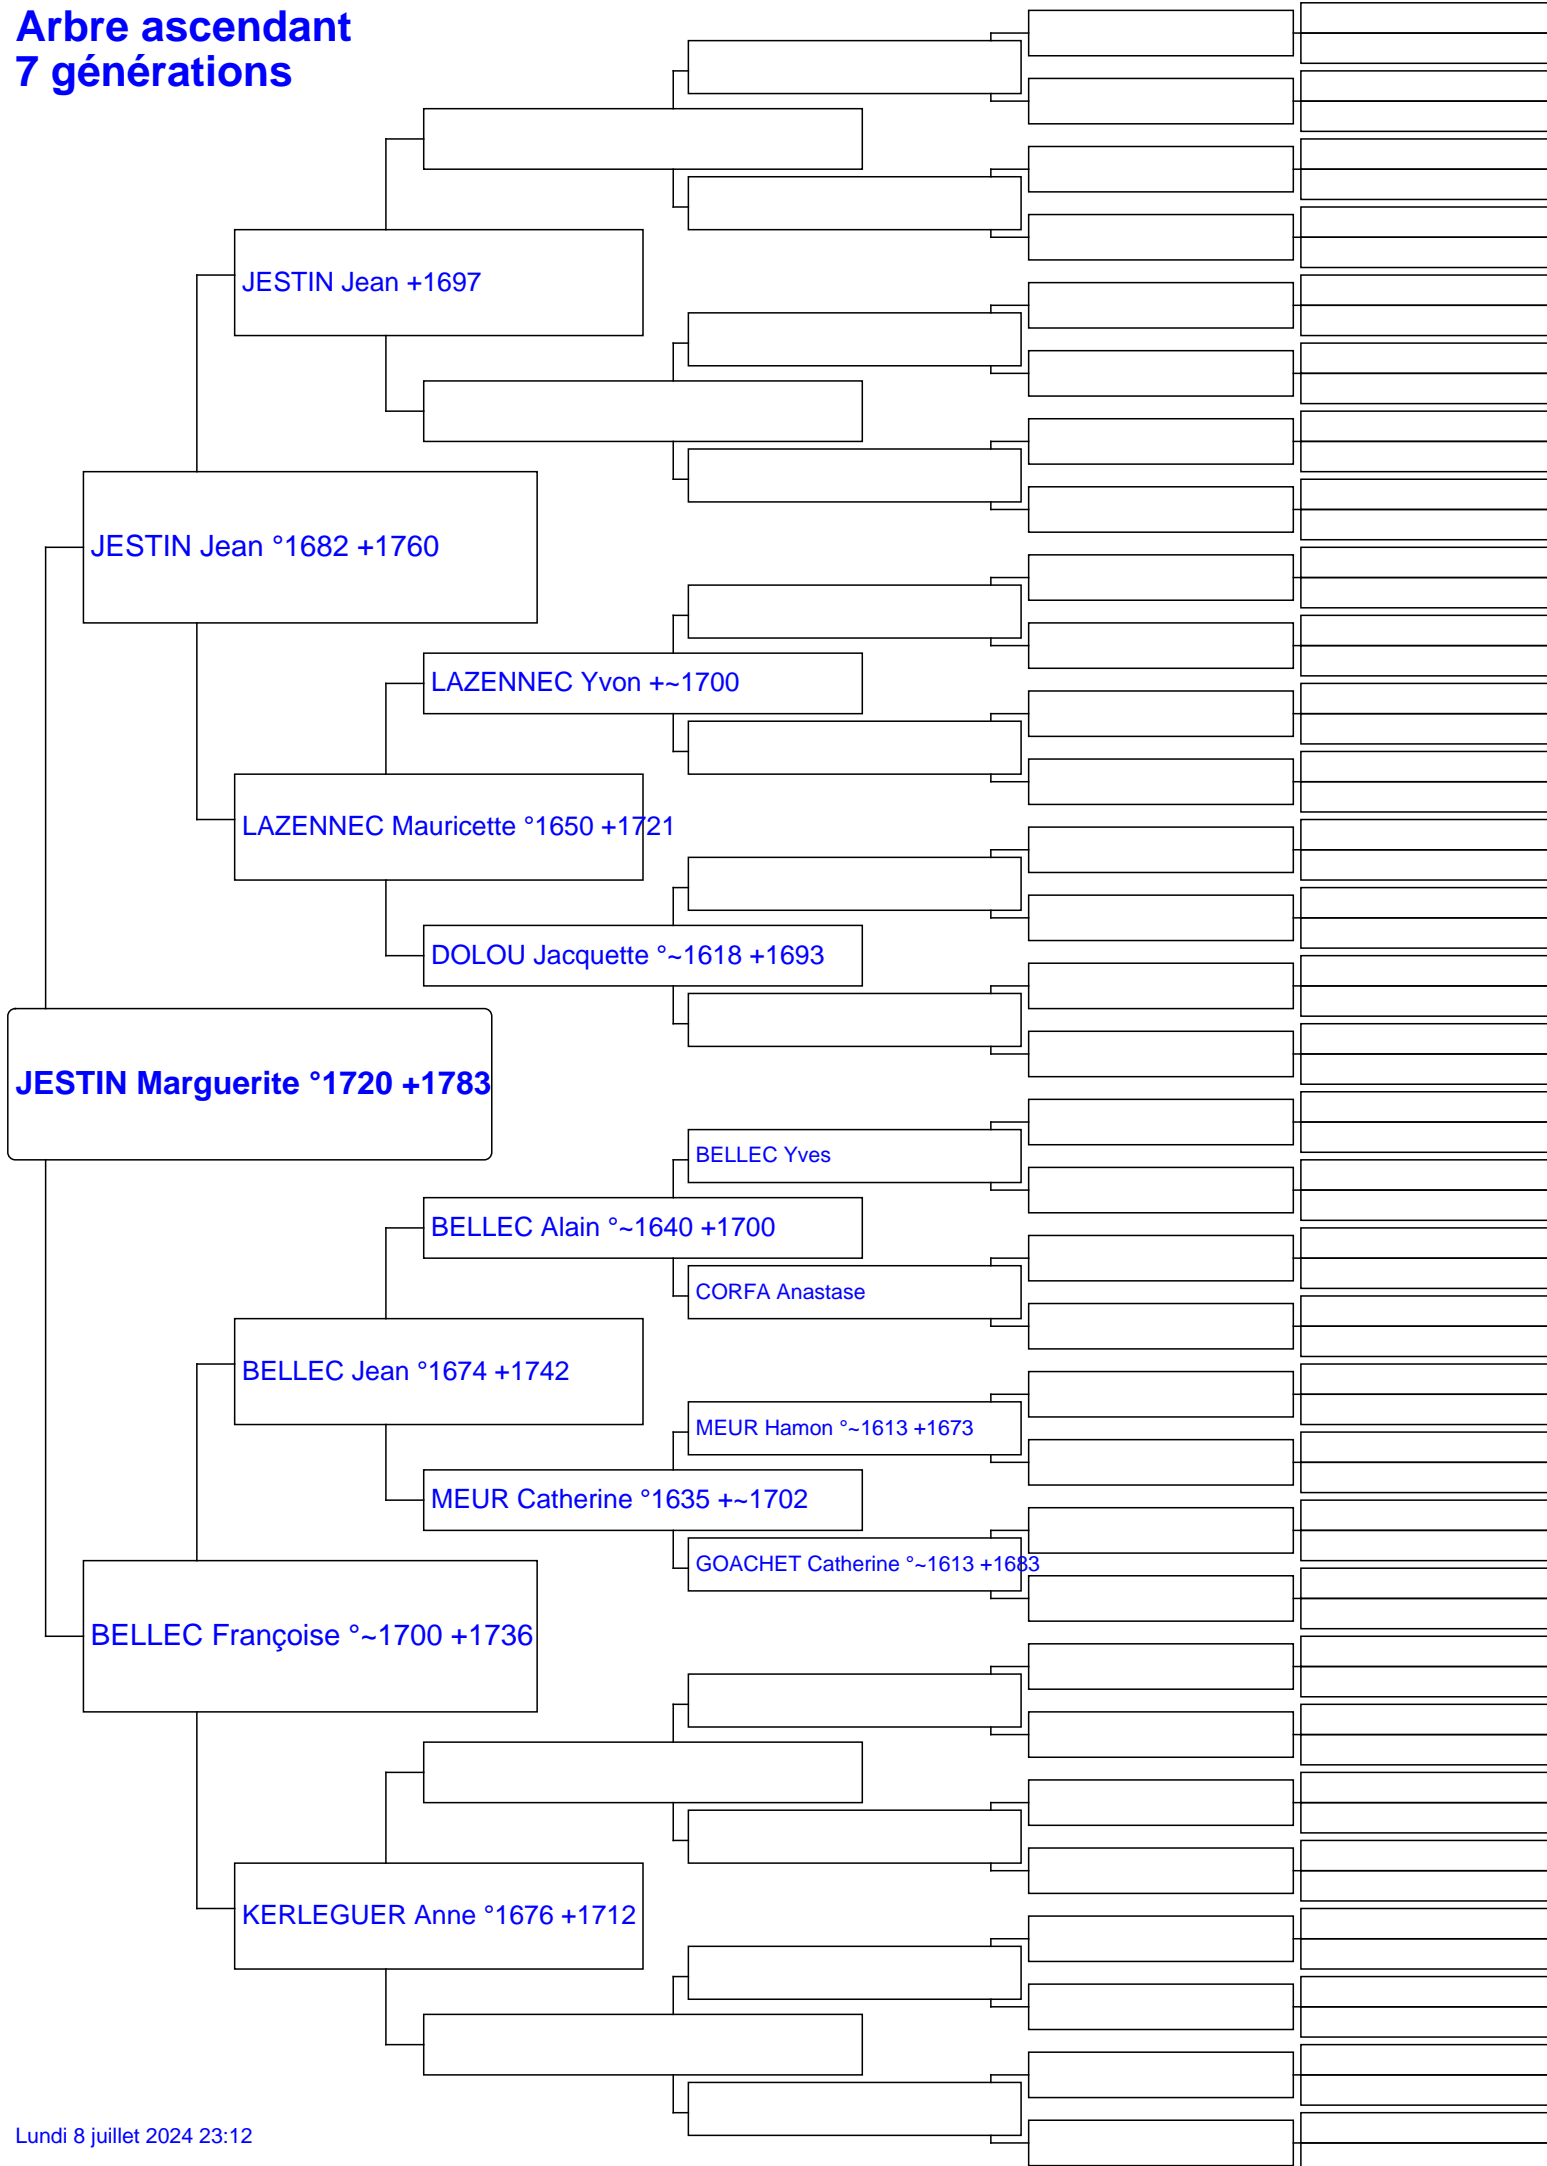 Arbre ascendant
7 générations
JESTIN Jean +1697
JESTIN Jean °1682 +1760
LAZENNEC Yvon +~1700
LAZENNEC Mauricette °1650 +1721
DOLOU Jacquette °~1618 +1693
JESTIN Marguerite °1720 +1783
BELLEC Yves
BELLEC Alain °~1640 +1700
CORFA Anastase
BELLEC Jean °1674 +1742
MEUR Hamon °~1613 +1673
MEUR Catherine °1635 +~1702
GOACHET Catherine °~1613 +1683
BELLEC Françoise °~1700 +1736
KERLEGUER Anne °1676 +1712
Lundi 8 juillet 2024 23:12